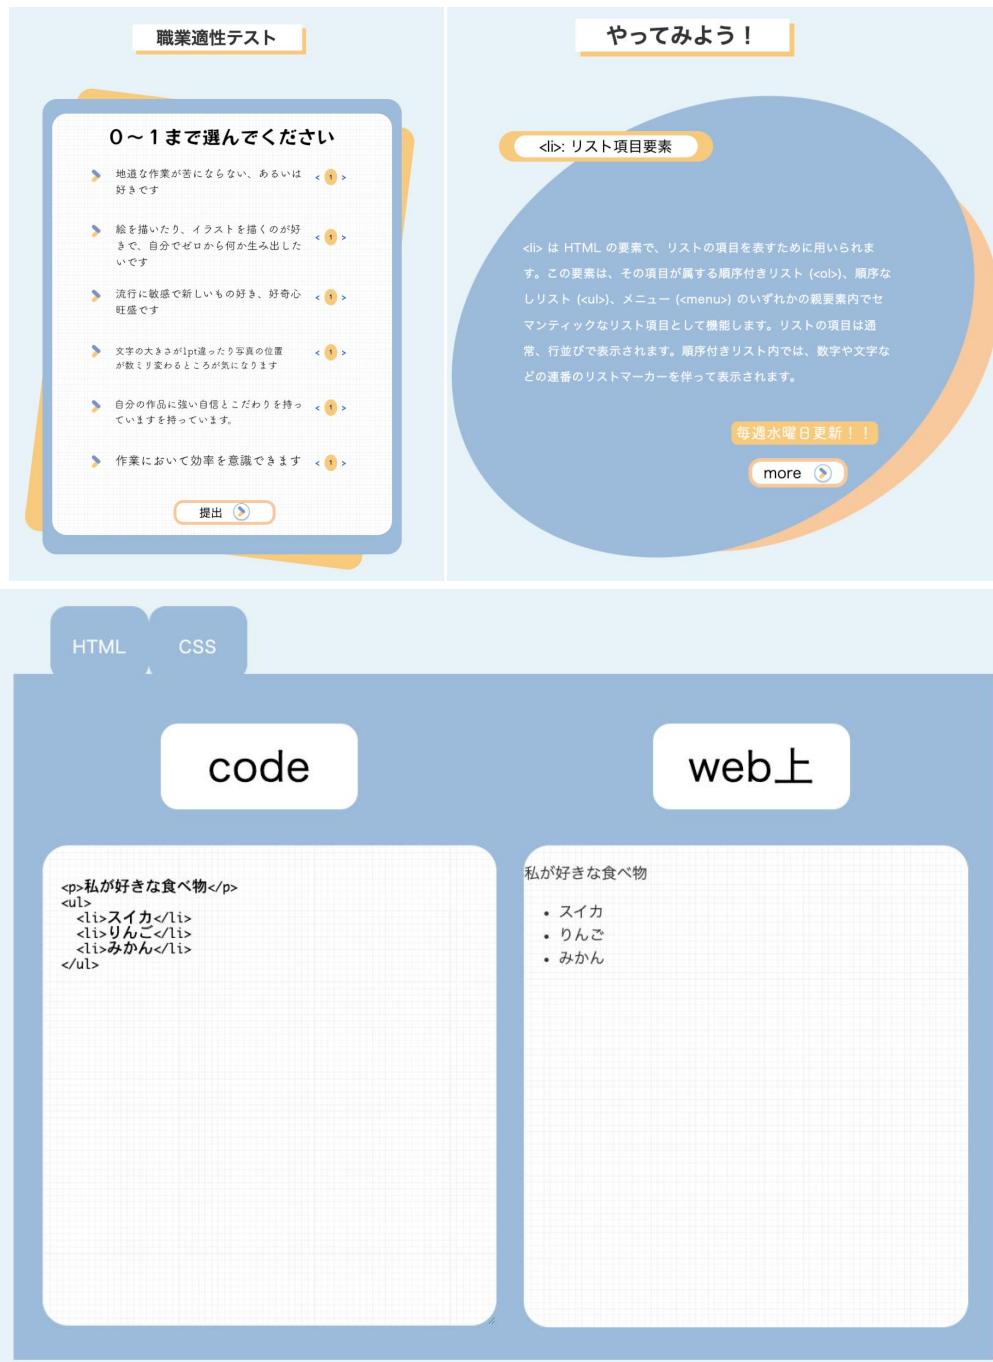 職業適性テスト
0～1まで選んでください
地道な作業が苦にならない、あるいは
好きです
< 1 >
絵を描いたり、イラストを描くのが好
きで、自分でゼロから何か生み出した
いです
< 1 >
流行に敏感で新しいもの好き、好奇心
旺盛です
< 1 >
文字の大きさが1pt違ったり写真の位置
が数ミリ変わるところが気になります
< 1 >
自分の作品に強い自信とこだわりを持っ
ていますを持っています。
< 1 >
作業において効率を意識できます
< 1 >
提出
やってみよう！
<li>: リスト項目要素
<li> は HTML の要素で、リストの項目を表すために用いられま
す。この要素は、その項目が属する順序付きリスト (<ol>)、順序な
しリスト (<ul>)、メニュー (<menu>) のいずれかの親要素内でセ
マンティックなリスト項目として機能します。リストの項目は通
常、行並びで表示されます。順序付きリスト内では、数字や文字な
どの連番のリストマーカーを伴って表示されます。
毎週水曜日更新！！
more
HTML
CSS
code
<p>私が好きな食べ物</p>
<ul>
<li>スイカ</li>
<li>りんご</li>
<li>みかん</li>
</ul>
web上
私が好きな食べ物
• スイカ
• りんご
• みかん